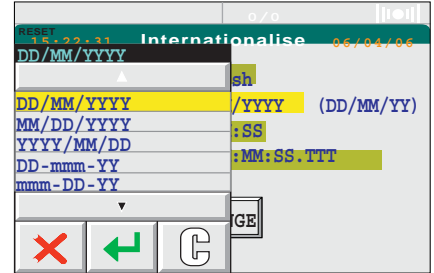 0/0
RESET
15:22:31 Internationalise 06/04/06
DD/MM/YYYY
sh
DD/MM/YYYY /YYYY (DD/MM/YY)
MM/DD/YYYY :SS
YYYY/MM/DD
DD-mmm-YY :MM:SS.TTT
mmm-DD-YY
GE
C